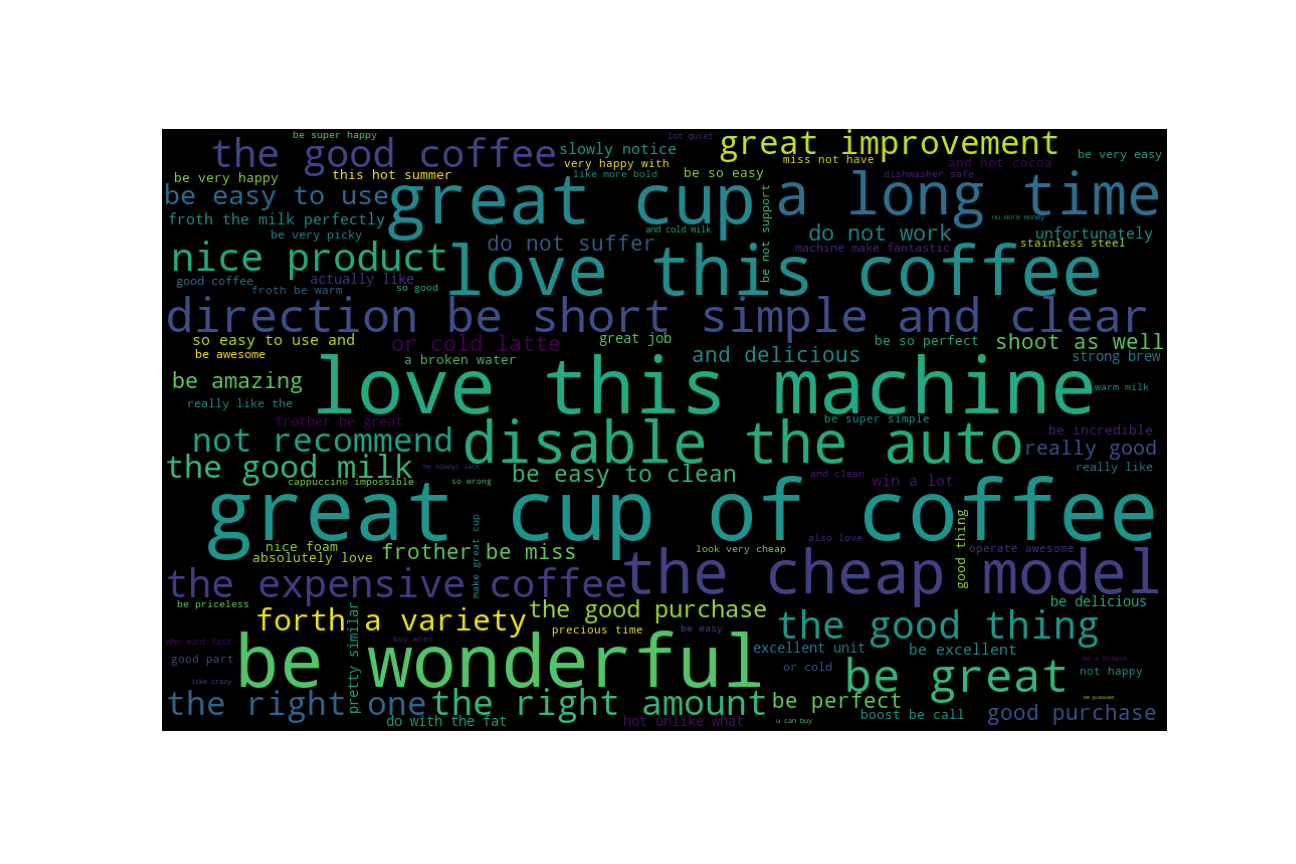 be super happy
lot quiet
great improvement
the good coffee
slowly notice
very happy with
miss not have
and hot cocoa
be very easy
be very happy
this hot summer
like more bold
be so easy
dishwasher safe
be easy to use
great cup
a long time
froth the milk perfectly
and cold milk
be not support
no more money
be very picky
do not suffer
do not work
unfortunately
nice product
love this coffee
machine make fantastic
stainless steel
good coffee
actually like
froth be warm
so good
direction be short simple and clear
so easy to use and
or cold latte
great job
be so perfect
shoot as well
be awesome
a broken water
and delicious
strong brew
be amazing
love this machine
warm milk
really like the
frother be great
be super simple
be incredible
not recommend
disable the auto
really good
the good milk
be always lack
be easy to clean
and clean
really like
cappuccino impossible
so wrong
win a lot
great cup of coffee
make great cup
good thing
also love
nice foam
absolutely love
frother be miss
look very cheap
operate awesome
the expensive coffee
the cheap model
be priceless
forth a variety
pretty similar
the good purchase
be delicious
precious time
be easy
the good thing
who want fast
buy when
be wonderful
excellent unit
be excellent
good part
or cold
be a breeze
not happy
like crazy
be great
the right one
the right amount
be perfect
be pleased
do with the fat
hot unlike what
u can buy
boost be call
good purchase